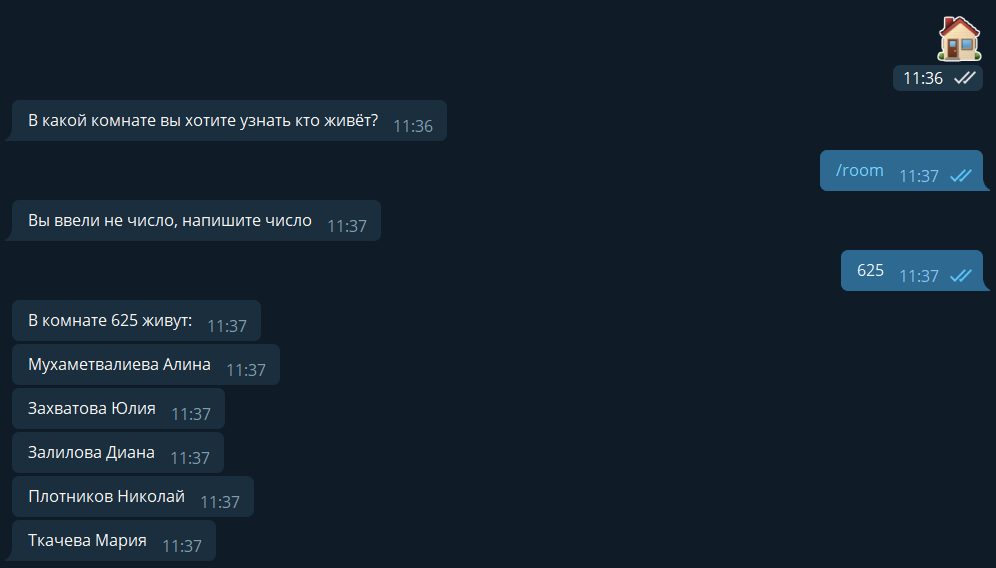 11:36
В какой комнате вы хотите узнать кто живёт? 11:36
/room 11:37
Вы ввели не число, напишите число 11:37
625 11:37
В комнате 625 живут: 11:37
Мухаметвалиева Алина 11:37
Захватова Юлия 11:37
Залилова Диана 11:37
Плотников Николай 11:37
Ткачева Мария 11:37